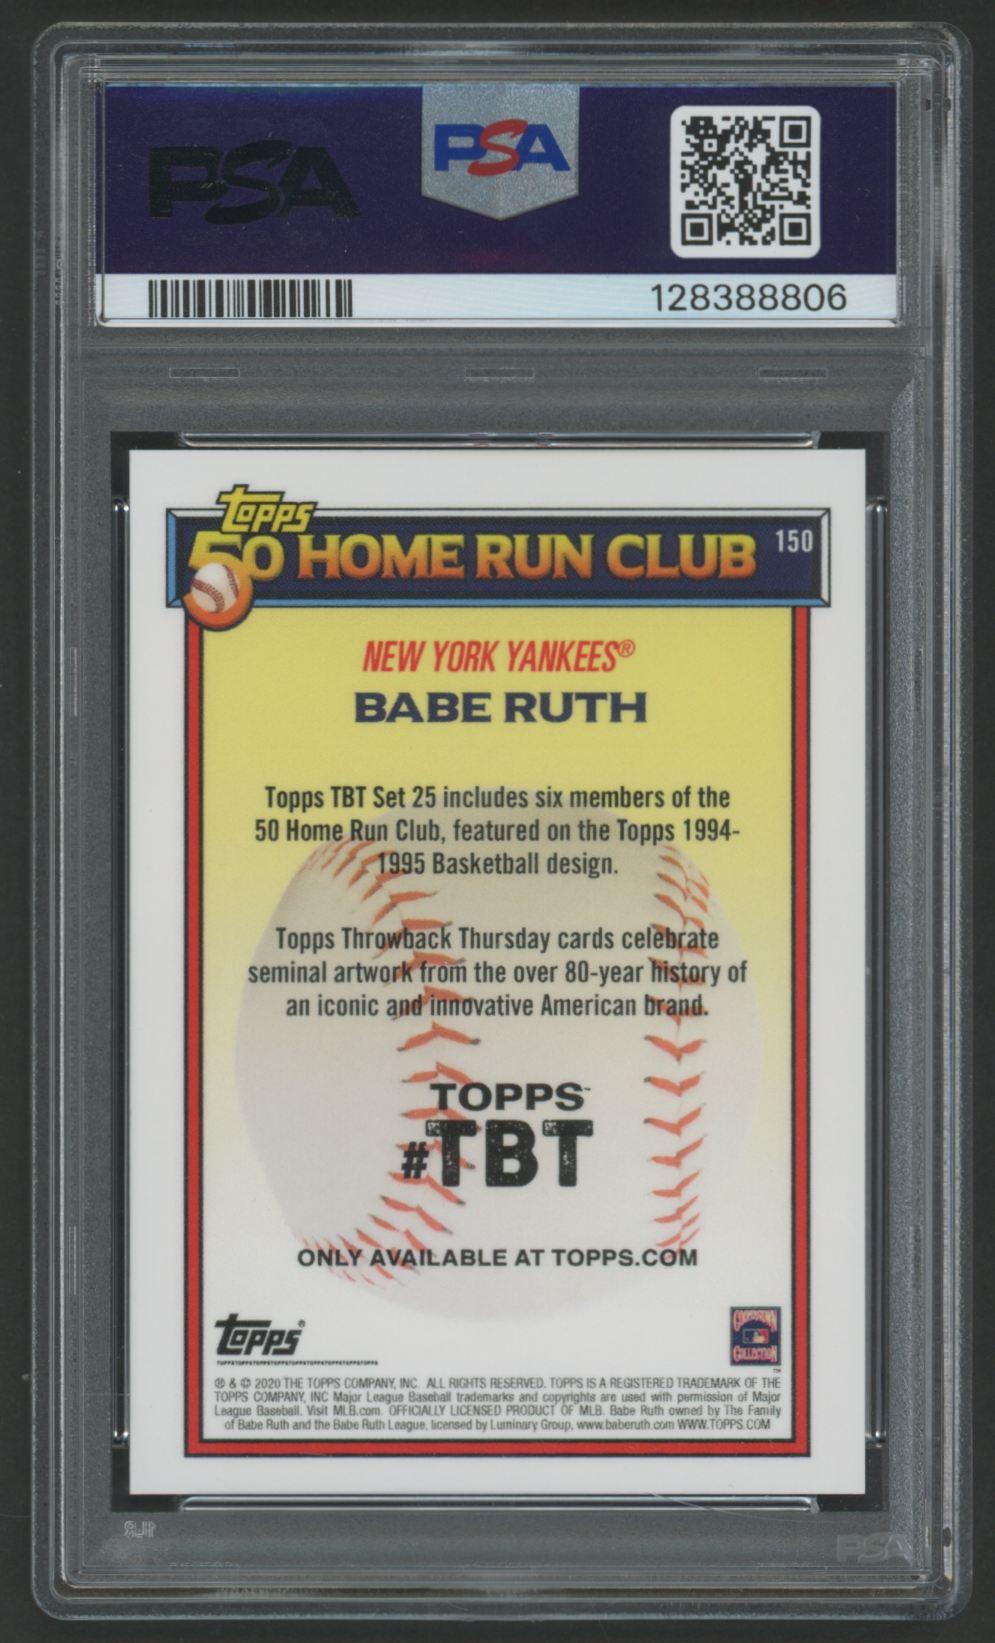 PSA
PSA
128388806
topps
50 HOME RUN CLUB
150
NEW YORK YANKEES®
BABE RUTH
Topps TBT Set 25 includes six members of the
50 Home Run Club, featured on the Topps 1994-
1995 Basketball design.
Topps Throwback Thursday cards celebrate
seminal artwork from the over 80-year history of
an iconic and innovative American brand.
TOPPS™
#TBT
ONLY AVAILABLE AT TOPPS.COM
topps®
COOPERSTOWN
COLLECTION
™
® & © 2020 THE TOPPS COMPANY, INC. ALL RIGHTS RESERVED. TOPPS IS A REGISTERED TRADEMARK OF THE
TOPPS COMPANY, INC Major League Baseball trademarks and copyrights are used with permission of Major
League Baseball. Visit MLB.com. OFFICIALLY LICENSED PRODUCT OF MLB. Babe Ruth owned by The Family
of Babe Ruth and the Babe Ruth League, licensed by Luminary Group, www.baberuth.com WWW.TOPPS.COM
PSA